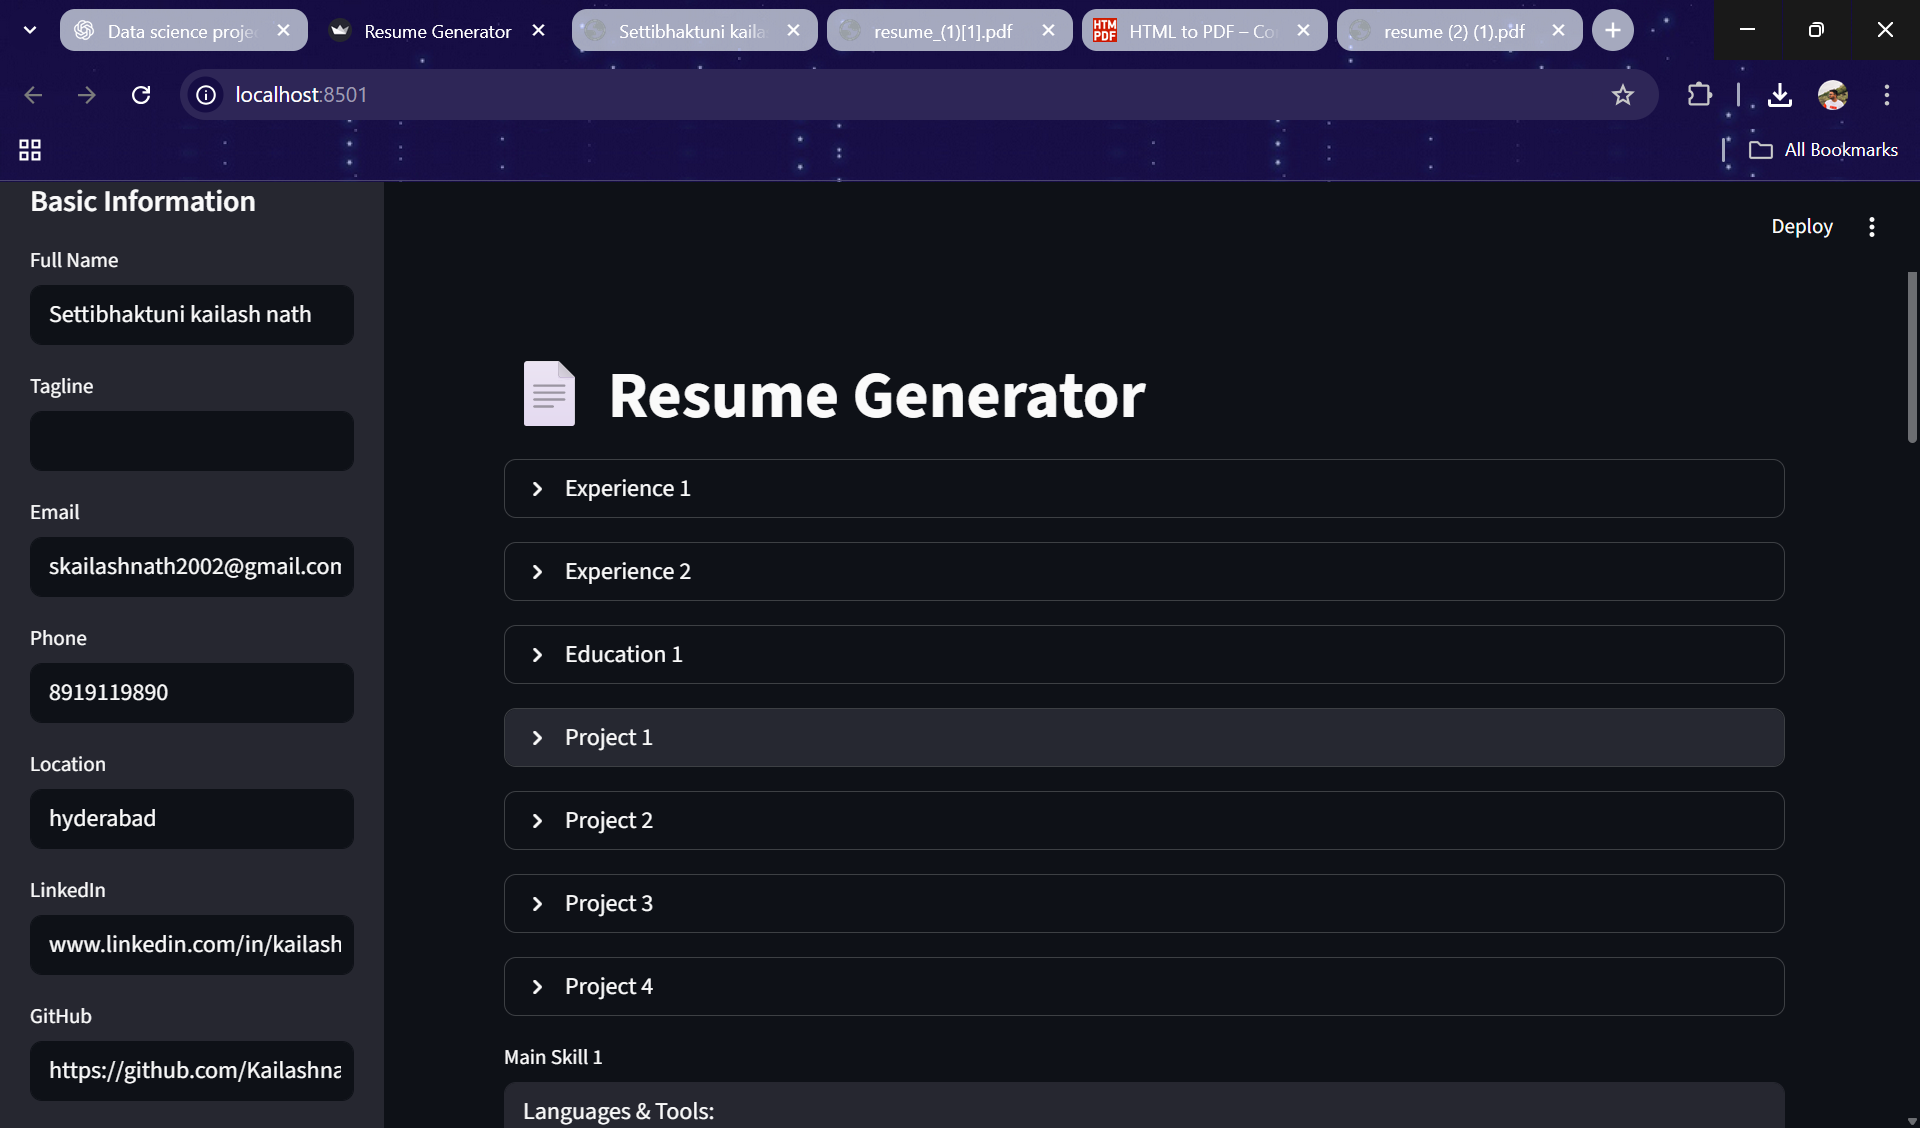 Data science proje
Resume Generator
Settibhaktuni kaila
resume_(1)[1].pdf
HTML to PDF – Co
resume (2) (1).pdf
localhost:8501
All Bookmarks
Basic Information
Full Name
Settibhaktuni kailash nath
Tagline
Email
skailashnath2002@gmail.com
Phone
8919119890
Location
hyderabad
LinkedIn
www.linkedin.com/in/kailash
GitHub
https://github.com/Kailashna
Deploy
Resume Generator
Experience 1
Experience 2
Education 1
Project 1
Project 2
Project 3
Project 4
Main Skill 1
Languages & Tools: